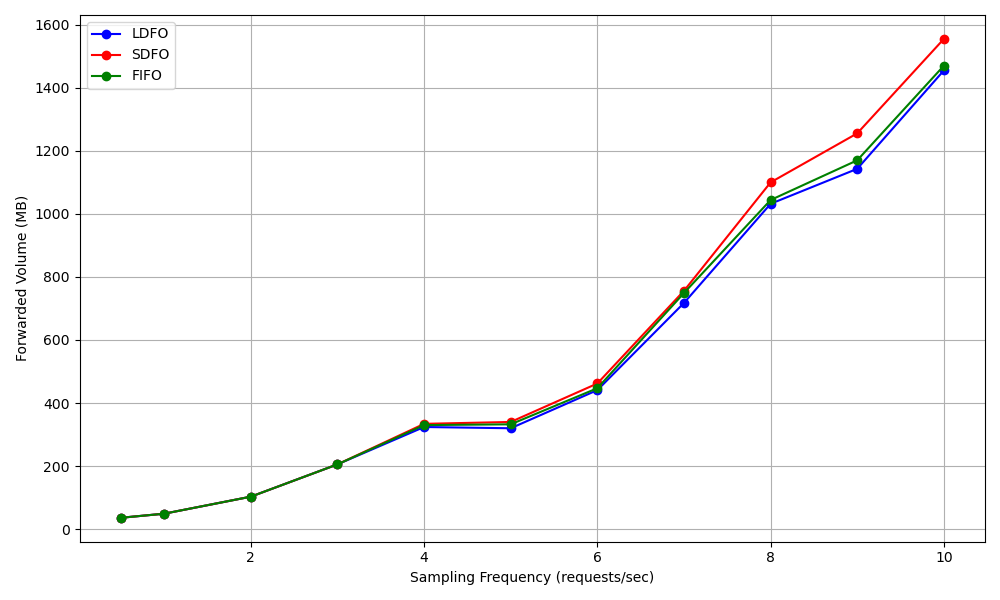 LDFO
SDFO
FIFO
1600
1400
1200
1000
800
600
400
200
0
Forwarded Volume (MB)
2 4 6 8 10
Sampling Frequency (requests/sec)